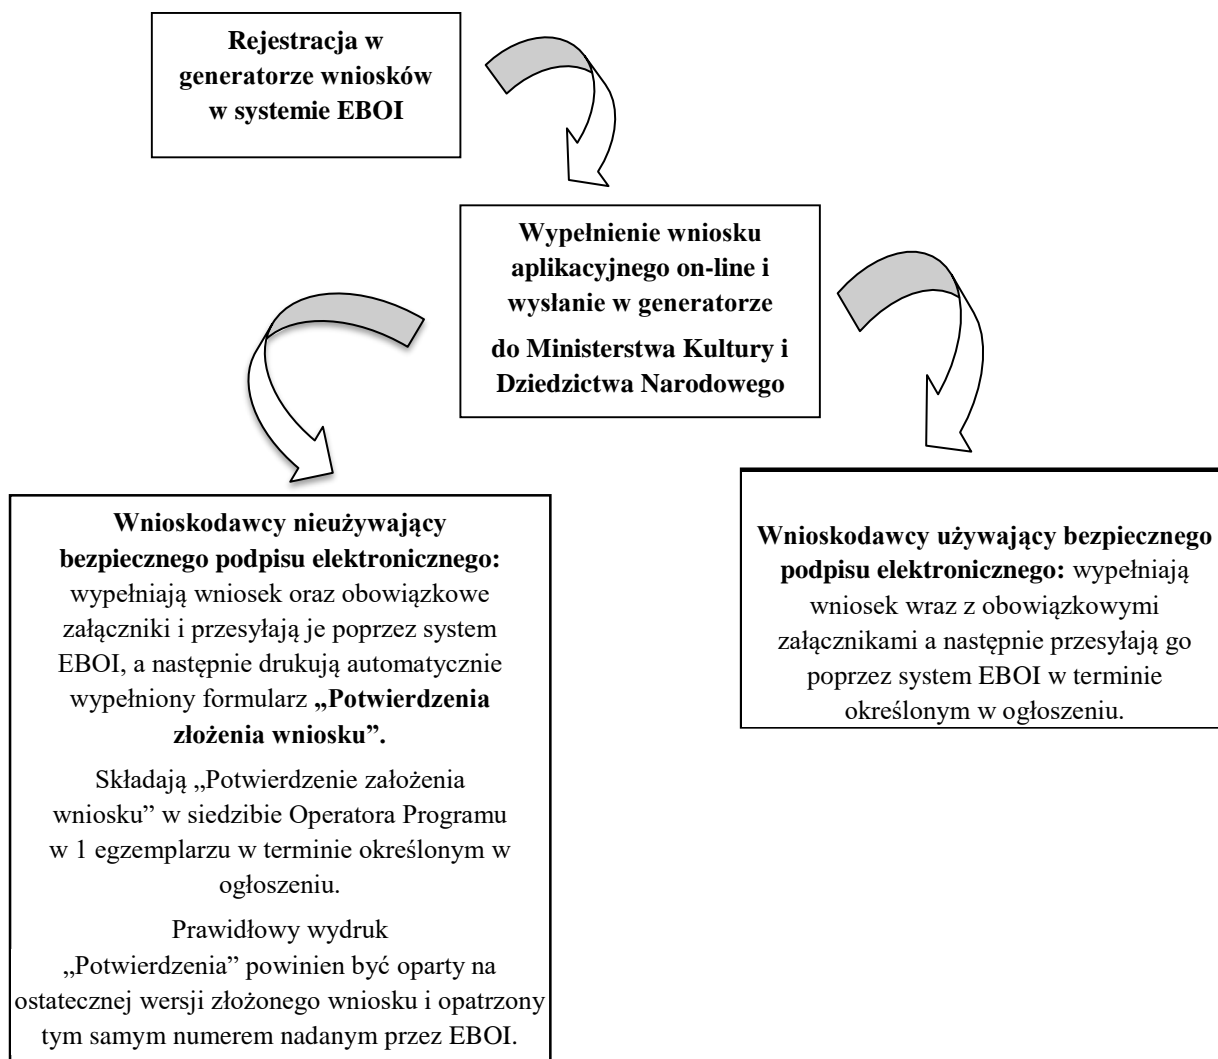 Rejestracja w
generatorze wniosków
w systemie EBOI
Wypełnienie wniosku
aplikacyjnego on-line i
wysłanie w generatorze
do Ministerstwa Kultury i
Dziedzictwa Narodowego
Wnioskodawcy nieużywający
bezpiecznego podpisu elektronicznego:
wypełniają wniosek oraz obowiązkowe
załączniki i przesyłają je poprzez system
EBOI, a następnie drukują automatycznie
wypełniony formularz „Potwierdzenia
złożenia wniosku”.
Składają „Potwierdzenie założenia
wniosku” w siedzibie Operatora Programu
w 1 egzemplarzu w terminie określonym w
ogłoszeniu.
Prawidłowy wydruk
„Potwierdzenia” powinien być oparty na
ostatecznej wersji złożonego wniosku i opatrzony
tym samym numerem nadanym przez EBOI.
Wnioskodawcy używający bezpiecznego
podpisu elektronicznego: wypełniają
wniosek wraz z obowiązkowymi
załącznikami a następnie przesyłają go
poprzez system EBOI w terminie
określonym w ogłoszeniu.